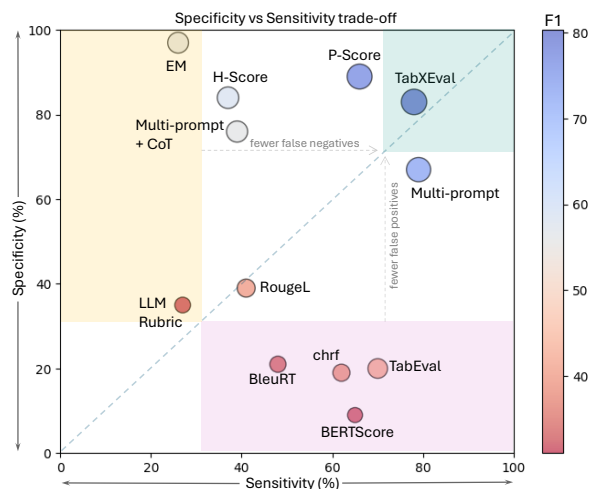 Specificity vs Sensitivity trade-off
F1
100
80
60
40
20
0
Specificity (%)
EM
H-Score
P-Score
TabXEval
Multi-prompt
+ CoT
fewer false negatives
Multi-prompt
fewer false positives
RougeL
LLM
Rubric
chrf
TabEval
BleuRT
BERTScore
0
20
40
60
80
100
Sensitivity (%)
80
70
60
50
40